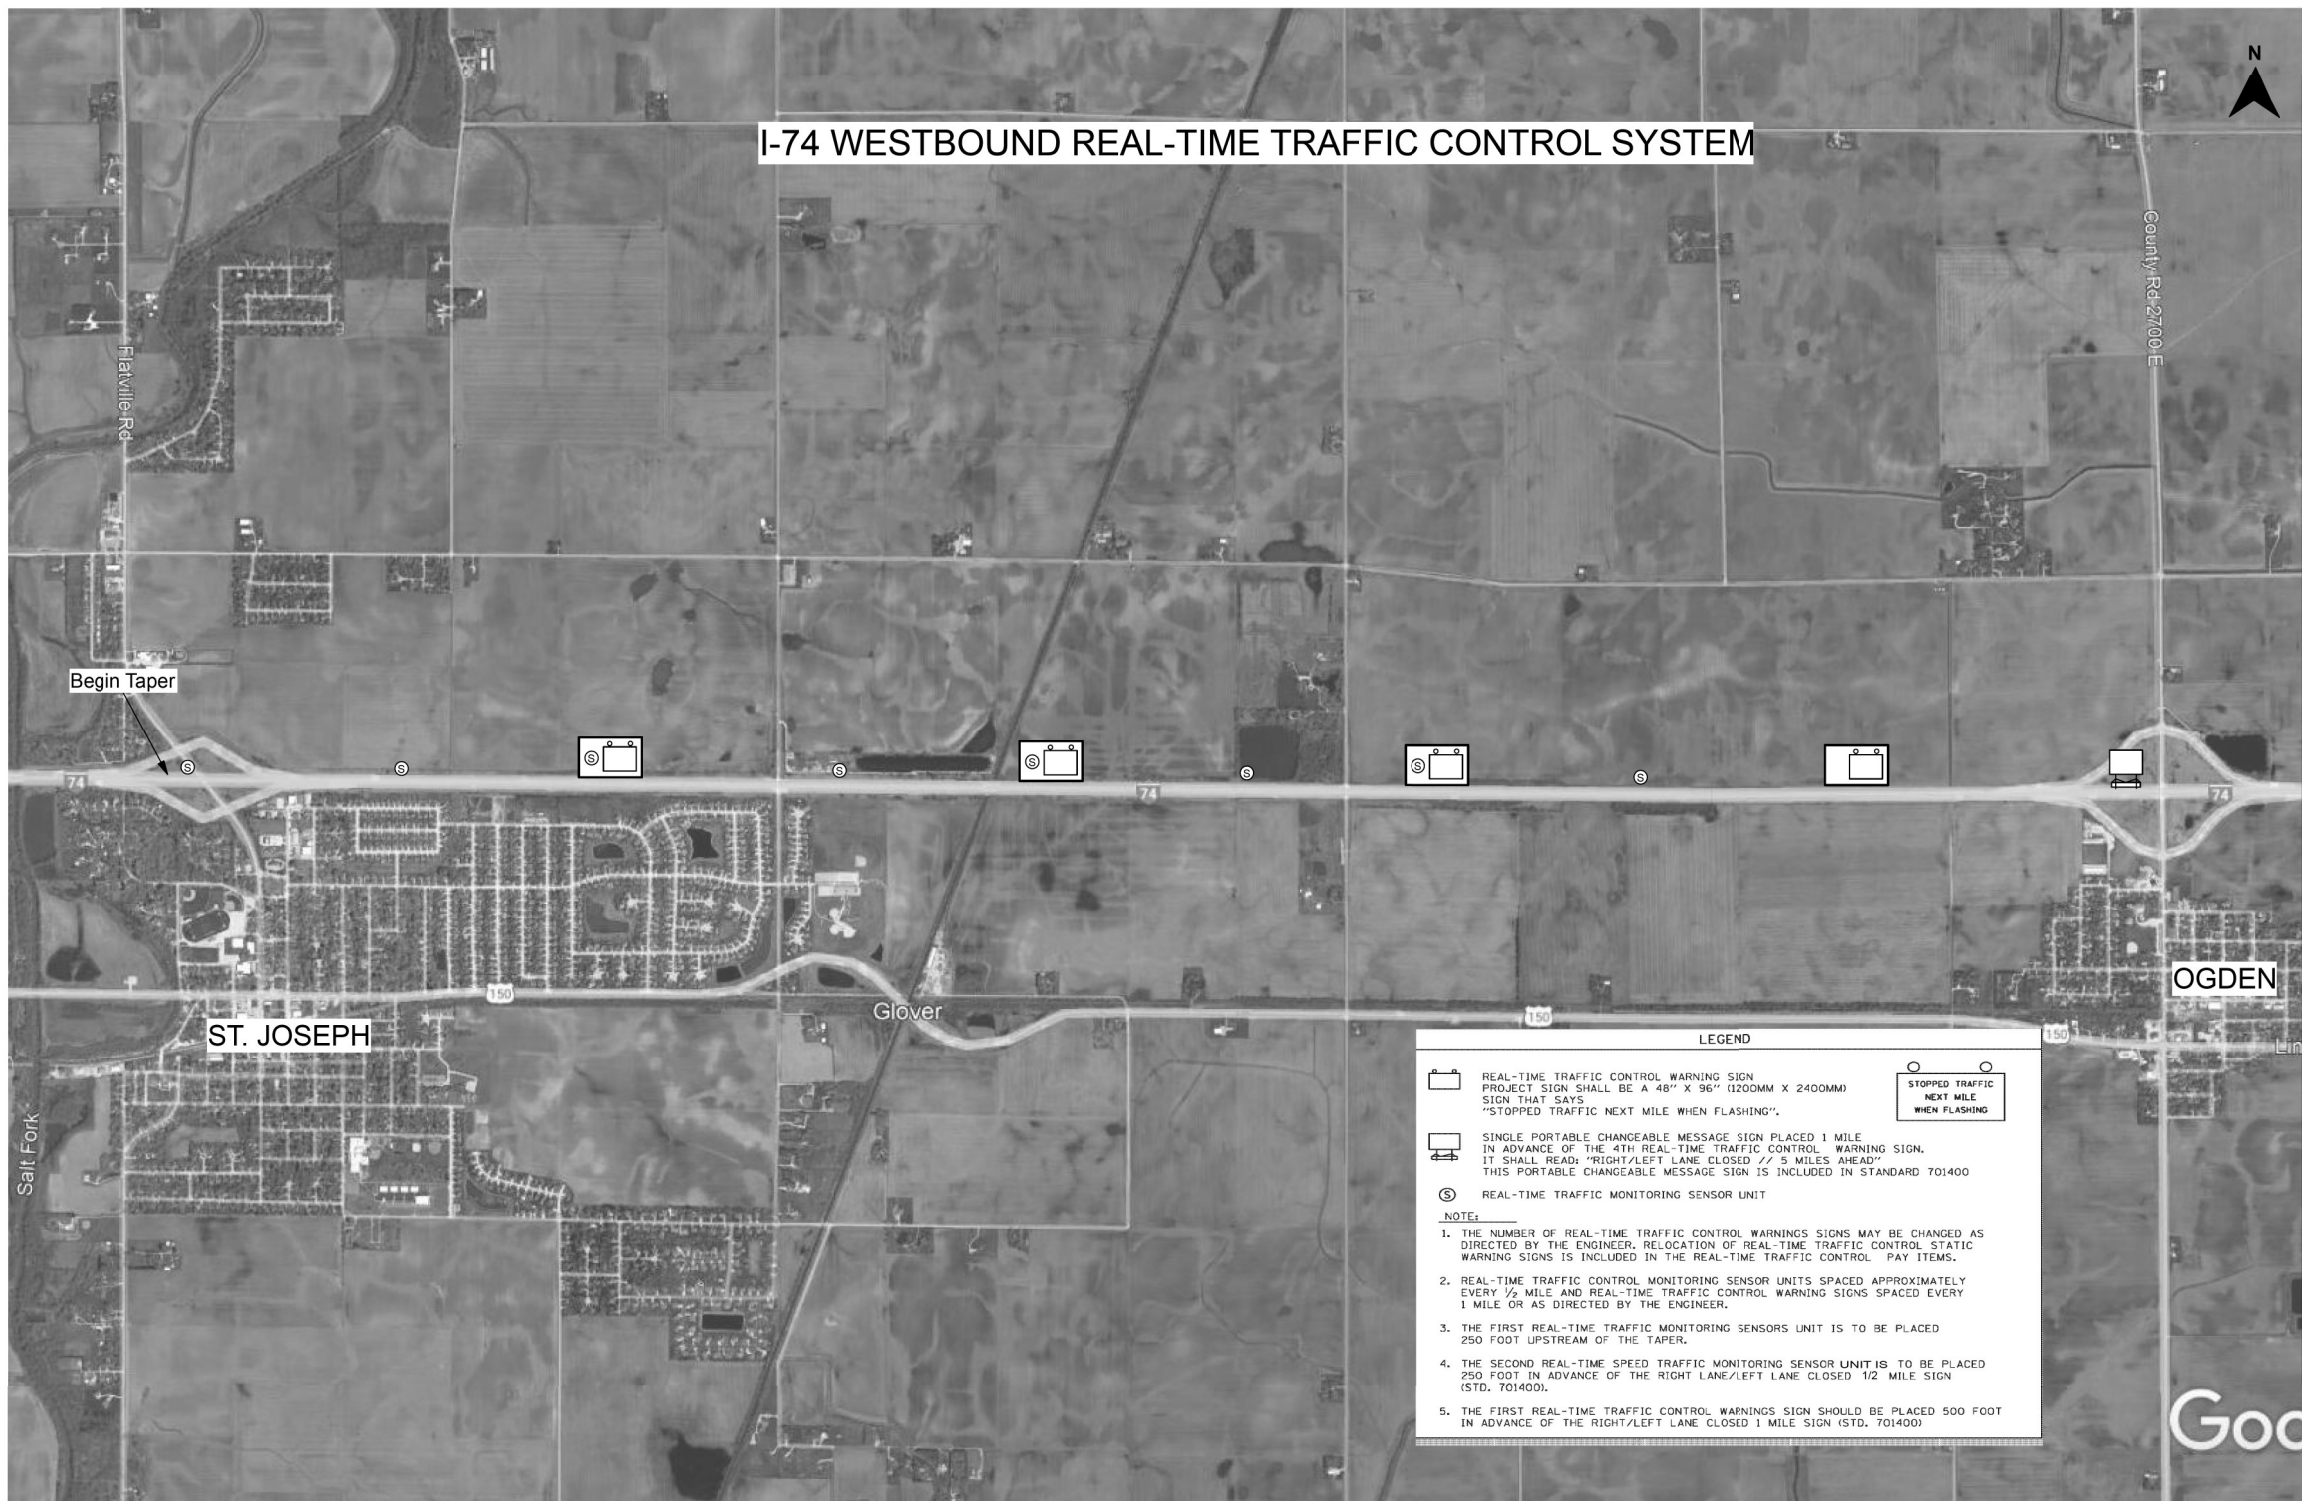 N
I-74 WESTBOUND REAL-TIME TRAFFIC CONTROL SYSTEM
County Rd 2700 E
Flatville Rd
Begin Taper
S
S
S
S
S
S
S
S
74
74
74
150
ST. JOSEPH
Glover
150
OGDEN
150
Salt Fork
LEGEND
REAL-TIME TRAFFIC CONTROL WARNING SIGN
PROJECT SIGN SHALL BE A 48" X 96" (1200MM X 2400MM)
SIGN THAT SAYS
"STOPPED TRAFFIC NEXT MILE WHEN FLASHING".
STOPPED TRAFFIC
NEXT MILE
WHEN FLASHING
SINGLE PORTABLE CHANGEABLE MESSAGE SIGN PLACED 1 MILE
IN ADVANCE OF THE 4TH REAL-TIME TRAFFIC CONTROL WARNING SIGN.
IT SHALL READ: "RIGHT/LEFT LANE CLOSED // 5 MILES AHEAD"
THIS PORTABLE CHANGEABLE MESSAGE SIGN IS INCLUDED IN STANDARD 701400
S REAL-TIME TRAFFIC MONITORING SENSOR UNIT
NOTE:
1. THE NUMBER OF REAL-TIME TRAFFIC CONTROL WARNINGS SIGNS MAY BE CHANGED AS
DIRECTED BY THE ENGINEER. RELOCATION OF REAL-TIME TRAFFIC CONTROL STATIC
WARNING SIGNS IS INCLUDED IN THE REAL-TIME TRAFFIC CONTROL PAY ITEMS.
2. REAL-TIME TRAFFIC CONTROL MONITORING SENSOR UNITS SPACED APPROXIMATELY
EVERY ½ MILE AND REAL-TIME TRAFFIC CONTROL WARNING SIGNS SPACED EVERY
1 MILE OR AS DIRECTED BY THE ENGINEER.
3. THE FIRST REAL-TIME TRAFFIC MONITORING SENSORS UNIT IS TO BE PLACED
250 FOOT UPSTREAM OF THE TAPER.
4. THE SECOND REAL-TIME SPEED TRAFFIC MONITORING SENSOR UNIT IS TO BE PLACED
250 FOOT IN ADVANCE OF THE RIGHT LANE/LEFT LANE CLOSED 1/2 MILE SIGN
(STD. 701400).
5. THE FIRST REAL-TIME TRAFFIC CONTROL WARNINGS SIGN SHOULD BE PLACED 500 FOOT
IN ADVANCE OF THE RIGHT/LEFT LANE CLOSED 1 MILE SIGN (STD. 701400)
Goo